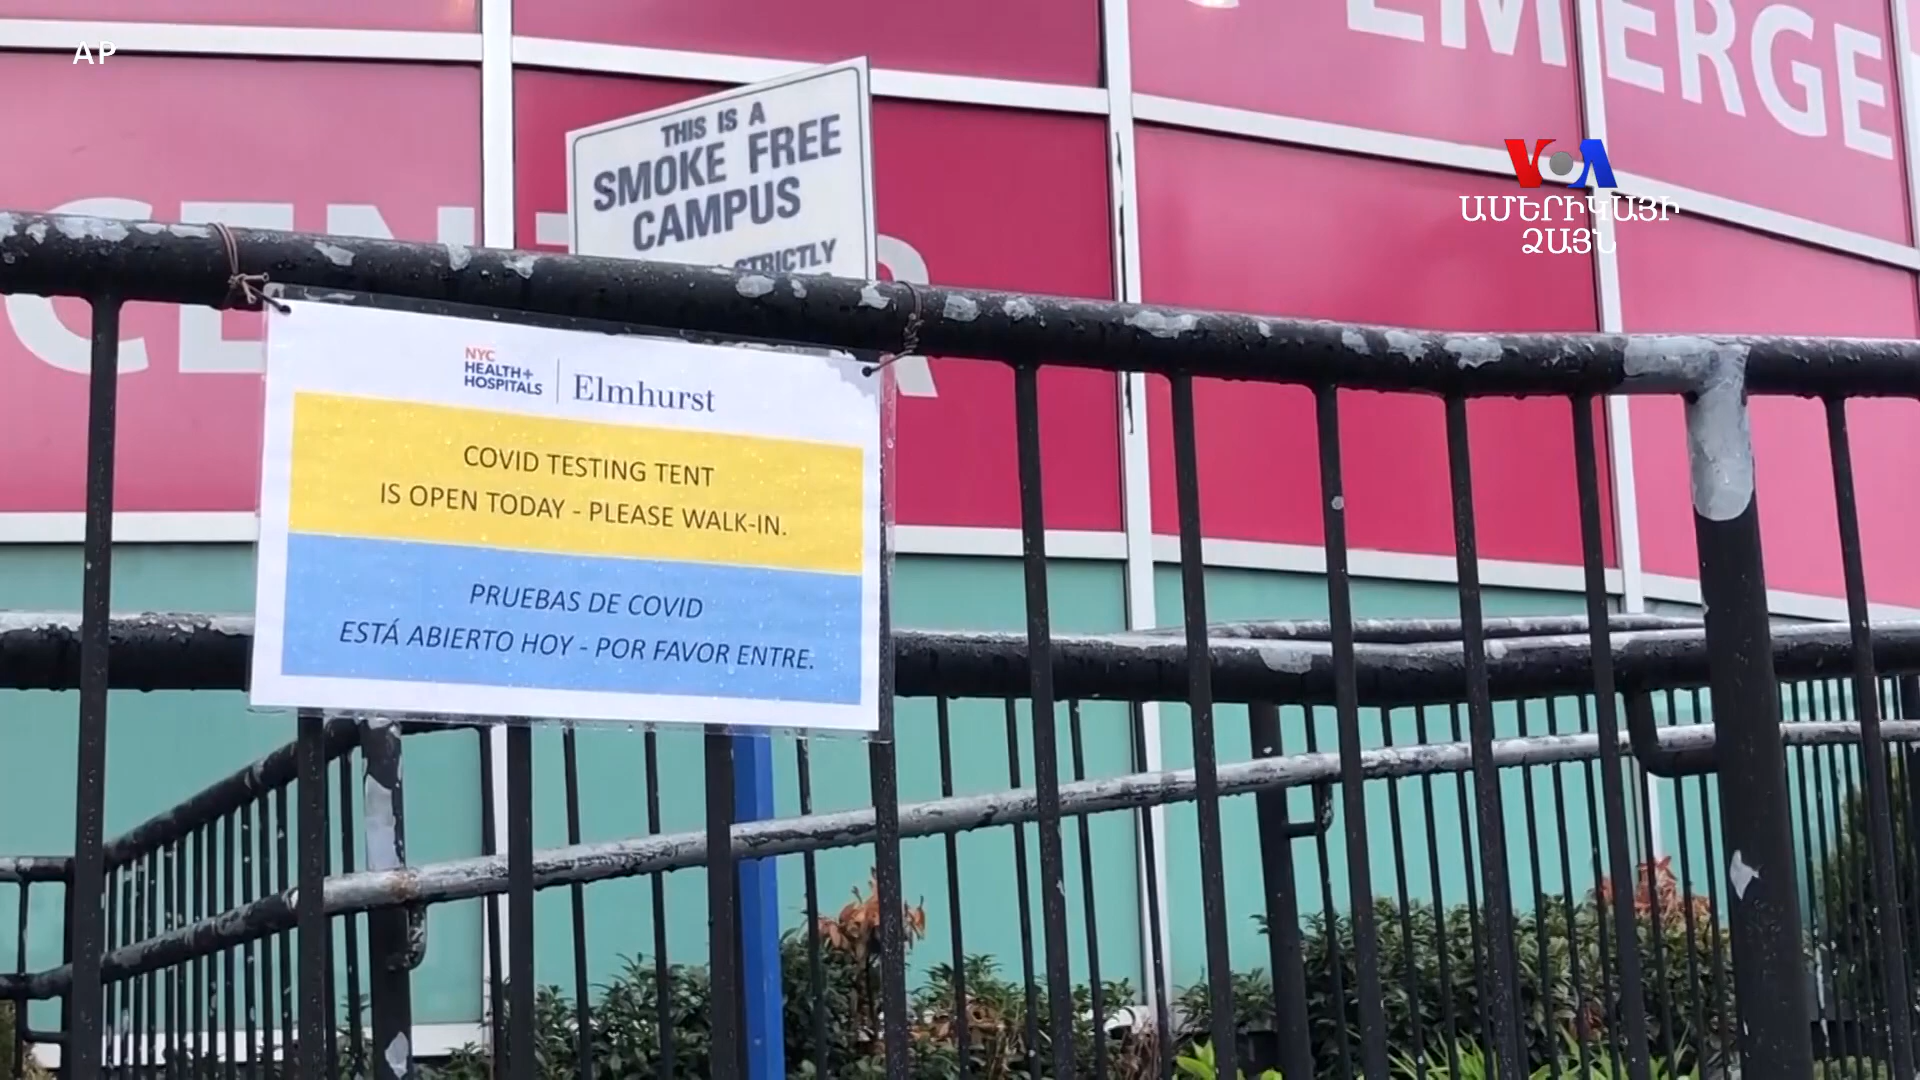 AP
EMERGE
THIS IS A
SMOKE FREE
CAMPUS
STRICTLY
VOA
ԱՄԵՐԻԿԱՅԻ
ՁԱՅՆ
CENTER
NYC
HEALTH+
HOSPITALS
Elmhurst
COVID TESTING TENT
IS OPEN TODAY - PLEASE WALK-IN.
PRUEBAS DE COVID
ESTÁ ABIERTO HOY - POR FAVOR ENTRE.